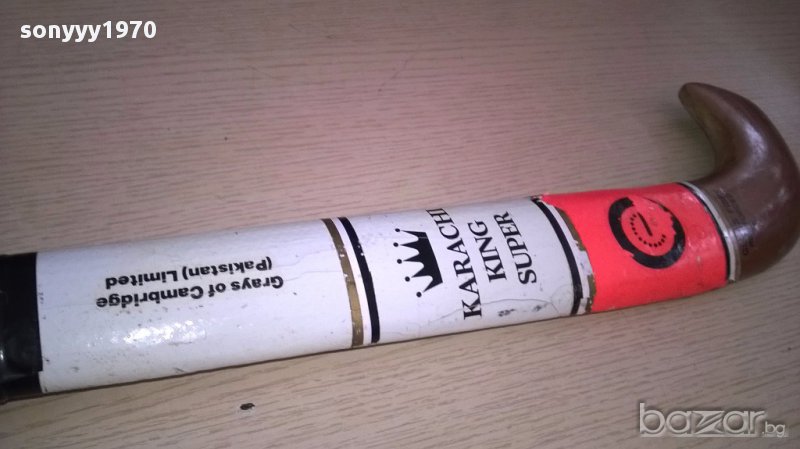 sonyyy1970
Grays of Cambridge
(Pakistan) Limited
KARACHI
KING
SUPER
bazar.bg